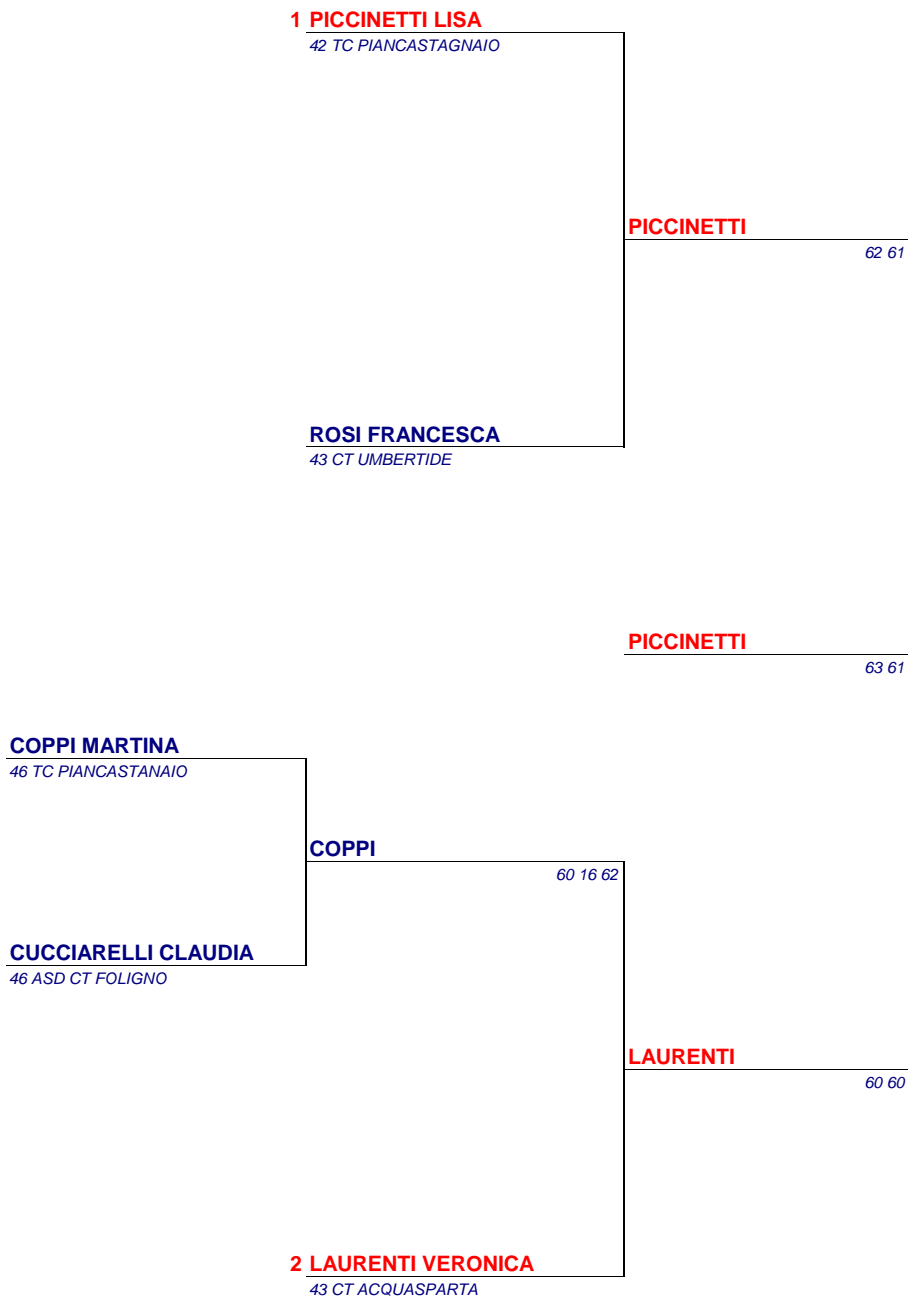 1 PICCINETTI LISA
42 TC PIANCASTAGNAIO
PICCINETTI
62 61
ROSI FRANCESCA
43 CT UMBERTIDE
PICCINETTI
63 61
COPPI MARTINA
46 TC PIANCASTANAIO
COPPI
60 16 62
CUCCIARELLI CLAUDIA
46 ASD CT FOLIGNO
LAURENTI
60 60
2 LAURENTI VERONICA
43 CT ACQUASPARTA